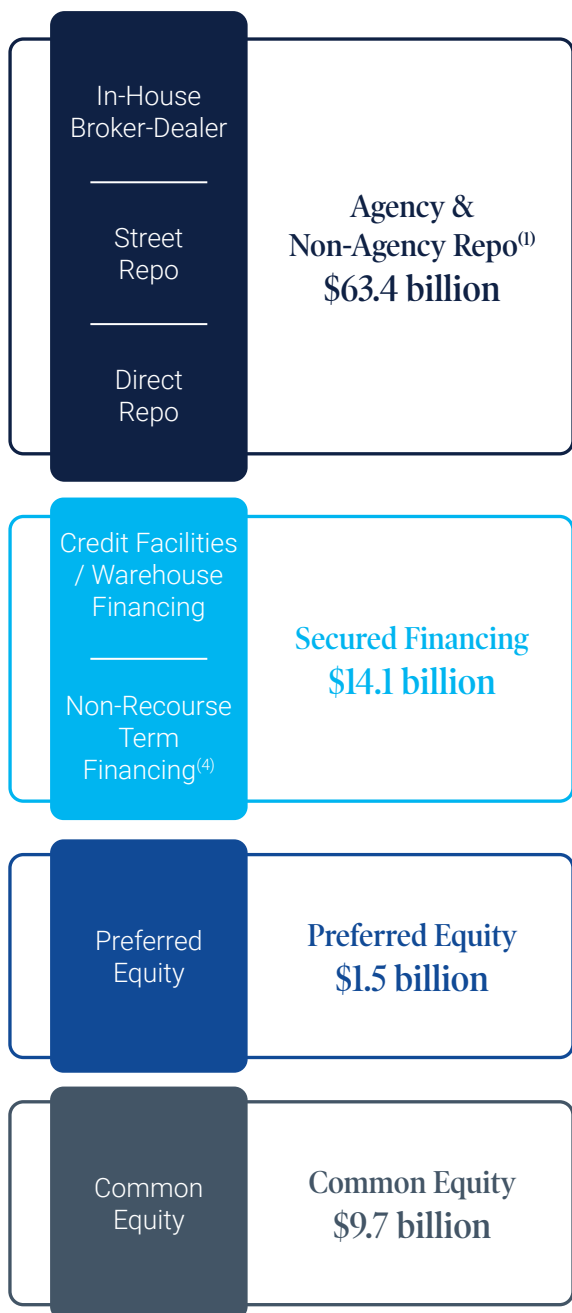 In-House
Broker-Dealer
Street
Repo
Direct
Repo
Agency &
Non-Agency Repo(1)
$63.4 billion
Credit Facilities
/ Warehouse
Financing
Non-Recourse
Term
Financing(4)
Secured Financing
$14.1 billion
Preferred
Equity
Preferred Equity
$1.5 billion
Common
Equity
Common Equity
$9.7 billion